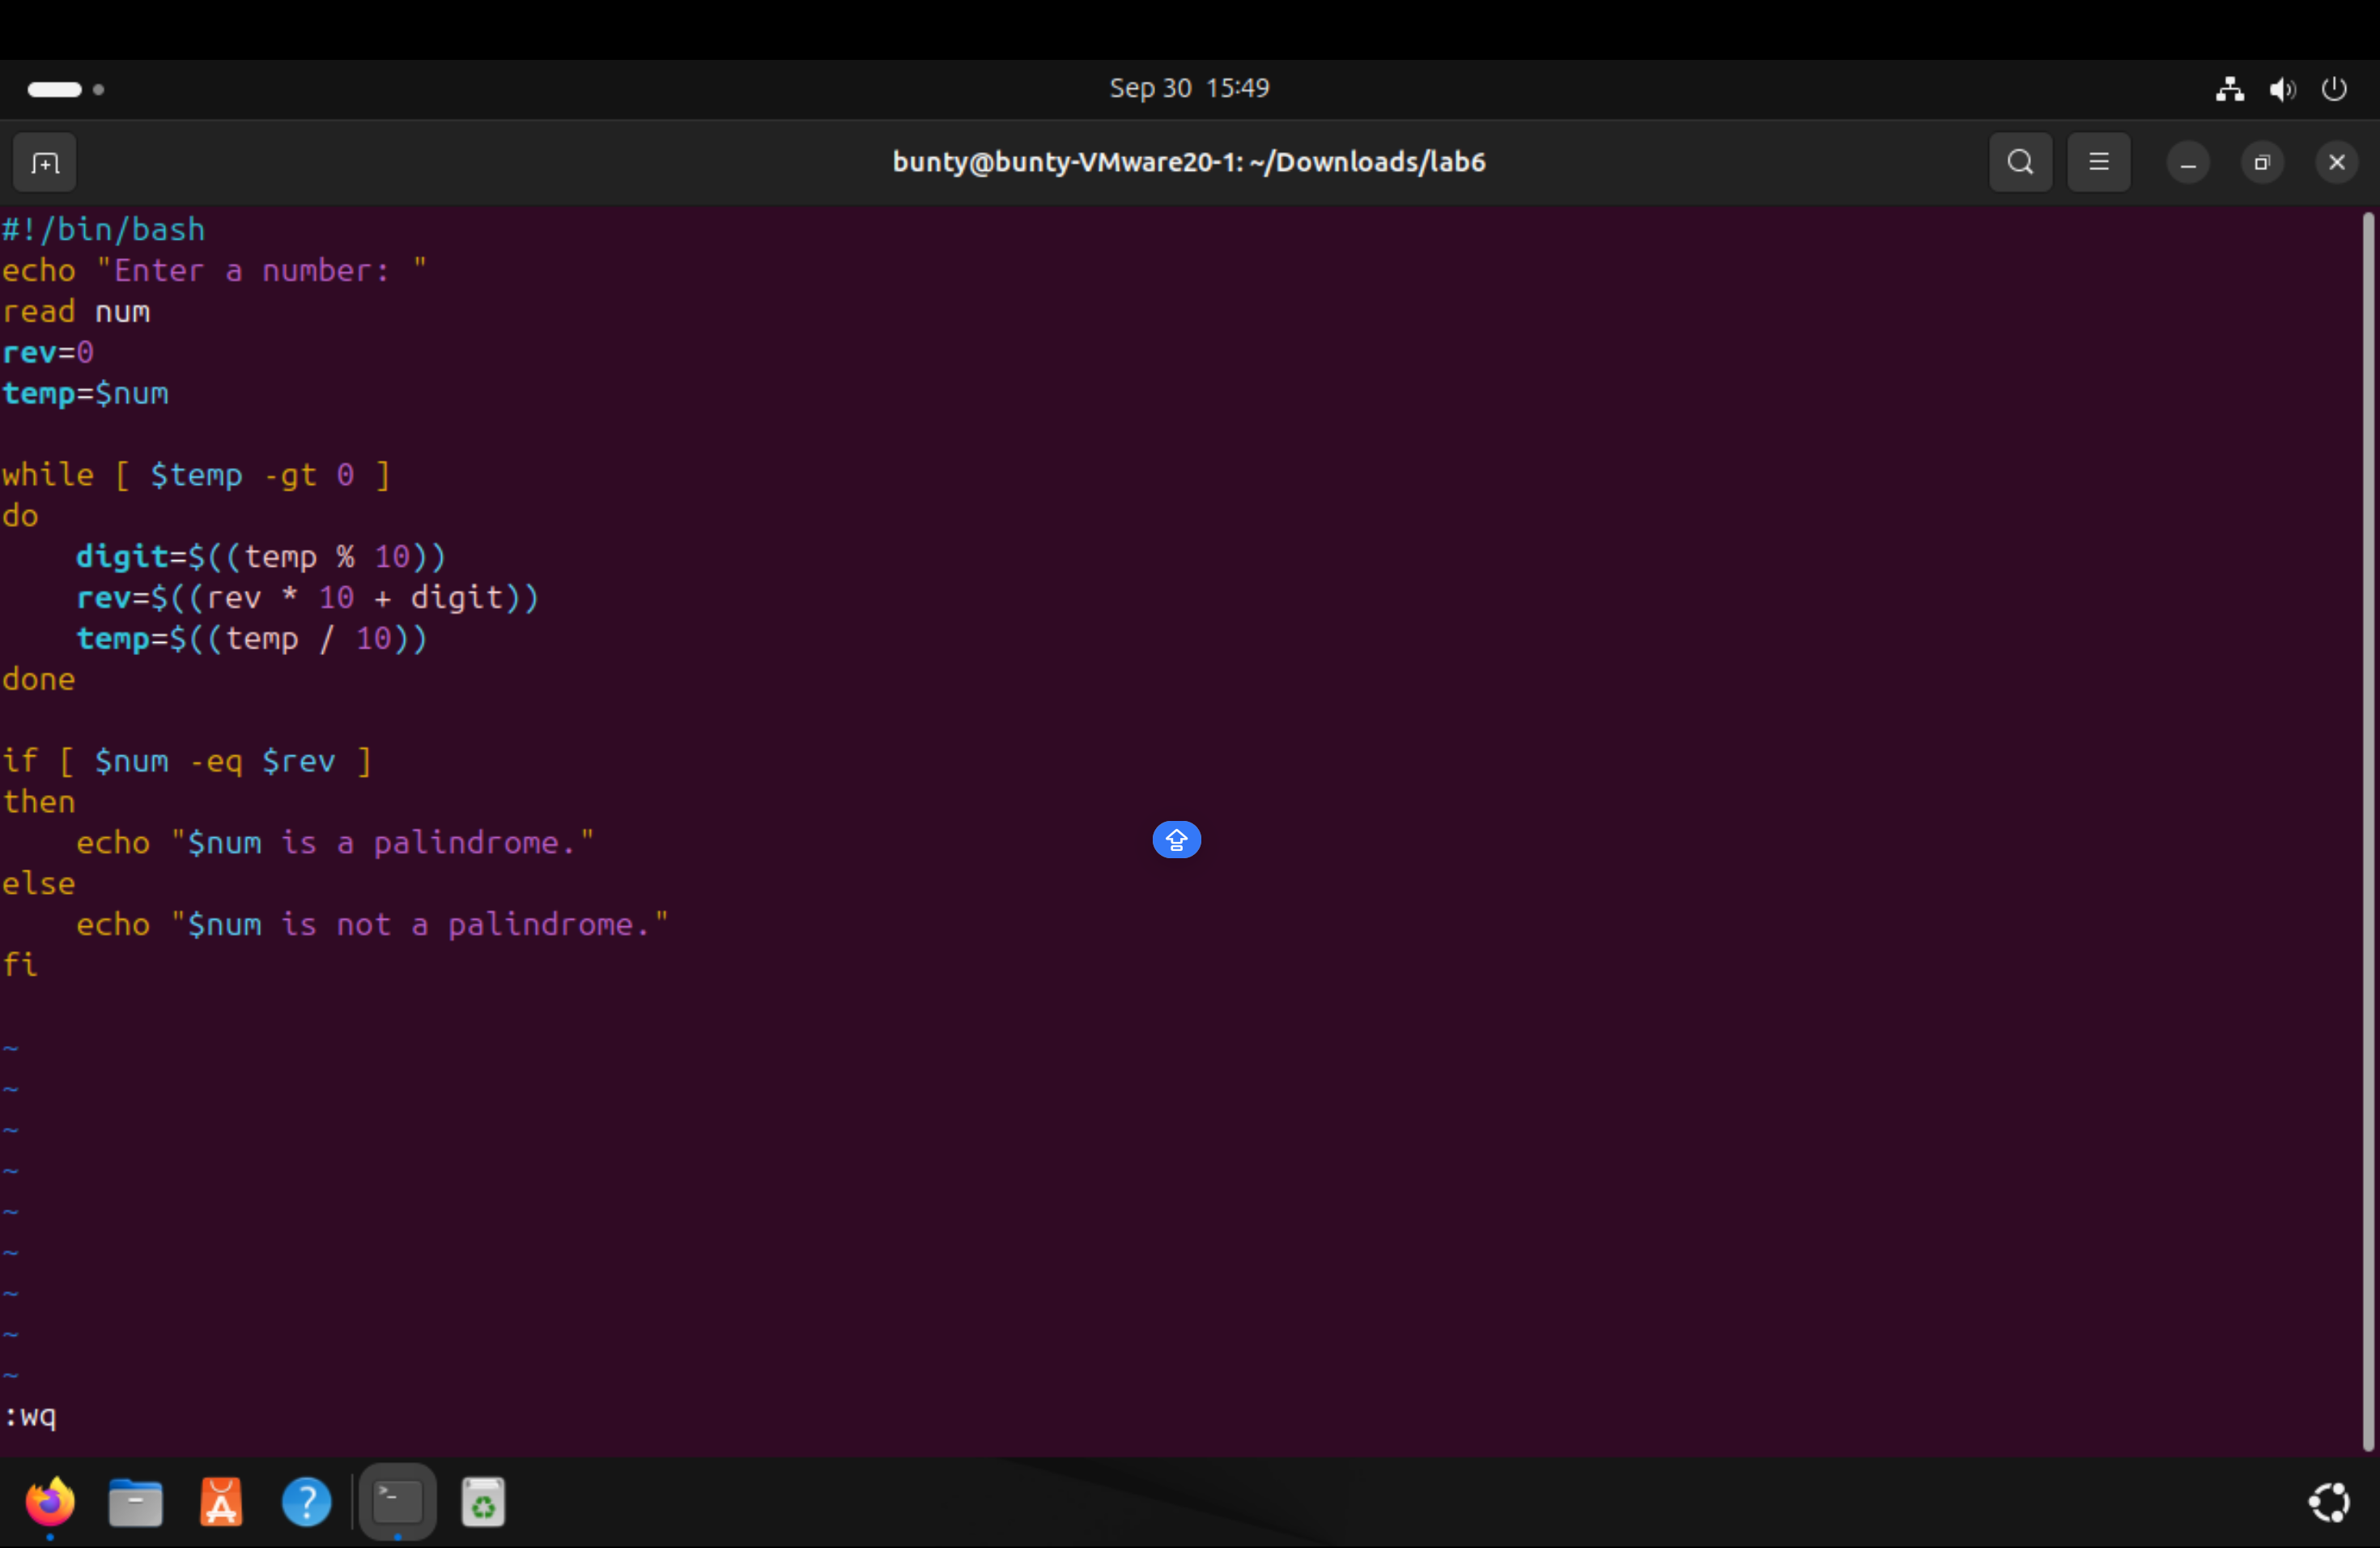 Sep 30  15:49
bunty@bunty-VMware20-1: ~/Downloads/lab6
#!/bin/bash
echo "Enter a number: "
read num
rev=0
temp=$num

while [ $temp -gt 0 ]
do
    digit=$((temp % 10))
    rev=$((rev * 10 + digit))
    temp=$((temp / 10))
done

if [ $num -eq $rev ]
then
    echo "$num is a palindrome."
else
    echo "$num is not a palindrome."
fi

~
~
~
~
~
~
~
~
~
:wq